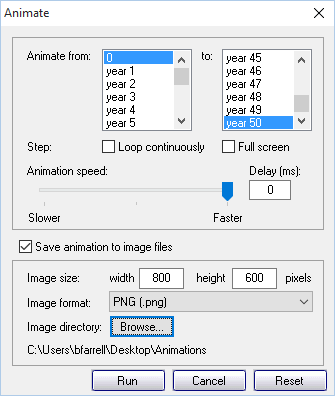 Animate
Animate from: to:
0 year 45
year 1 year 46
year 2 year 47
year 3 year 48
year 4 year 49
year 5 year 50
Step: Loop continuously Full screen
Animation speed: Delay (ms):
0
Slower Faster
Save animation to image files
Image size: width 800 height 600 pixels
Image format: PNG (.png)
Image directory: Browse...
C:\Users\bfarrell\Desktop\Animations
Run Cancel Reset